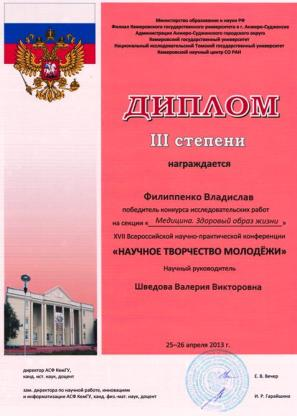 Министерство образования и науки РФ
Филиал Кемеровского государственного университета в г. Анжеро-Судженске
Администрация Анжеро-Судженского городского округа
Кемеровский государственный университет
Национальный исследовательский Томский государственный университет
Кемеровский научный центр СО РАН
ДИПЛОМ
III степени
награждается
Филиппенко Владислав
победитель конкурса исследовательских работ
на секции «Медицина. Здоровый образ жизни»
XVII Всероссийской научно-практической конференции
«НАУЧНОЕ ТВОРЧЕСТВО МОЛОДЁЖИ»
Научный руководитель
Шведова Валерия Викторовна
25–26 апреля 2013 г.
директор АСФ КемГУ,
канд. ист. наук, доцент
Е. В. Вечер
зам. директора по научной работе, инновациям
и информатизации АСФ КемГУ, канд. физ.-мат. наук, доцент
И. Р. Гарайшина